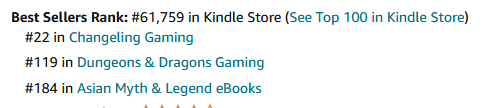 Best Sellers Rank: #61,759 in Kindle Store (See Top 100 in Kindle Store)
#22 in Changeling Gaming
#119 in Dungeons & Dragons Gaming
#184 in Asian Myth & Legend eBooks